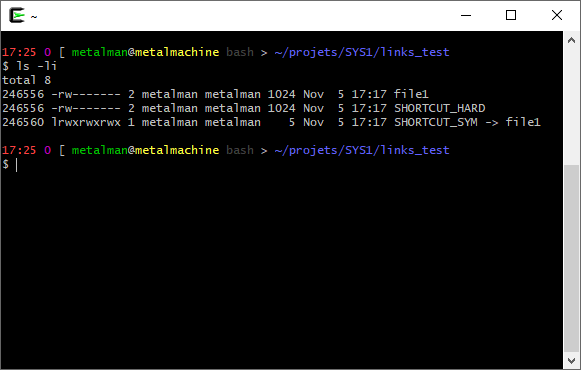 ~
17:25 0 [ metalman@metalmachine bash > ~/projets/SYS1/links_test
$ ls -li
total 8
246556 -rw------- 2 metalman metalman 1024 Nov  5 17:17 file1
246556 -rw------- 2 metalman metalman 1024 Nov  5 17:17 SHORTCUT_HARD
246560 lrwxrwxrwx 1 metalman metalman    5 Nov  5 17:17 SHORTCUT_SYM -> file1
17:25 0 [ metalman@metalmachine bash > ~/projets/SYS1/links_test
$